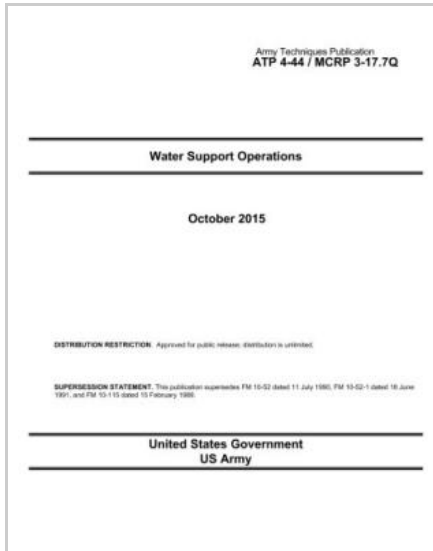 Army Techniques Publication
ATP 4-44 / MCRP 3-17.7Q
Water Support Operations
October 2015
DISTRIBUTION RESTRICTION. Approved for public release; distribution is unlimited.
SUPERSESSION STATEMENT. This publication supersedes FM 10-52 dated 11 July 1990, FM 10-52-1 dated 18 June
1991, and FM 10-115 dated 15 February 1989.
United States Government
US Army